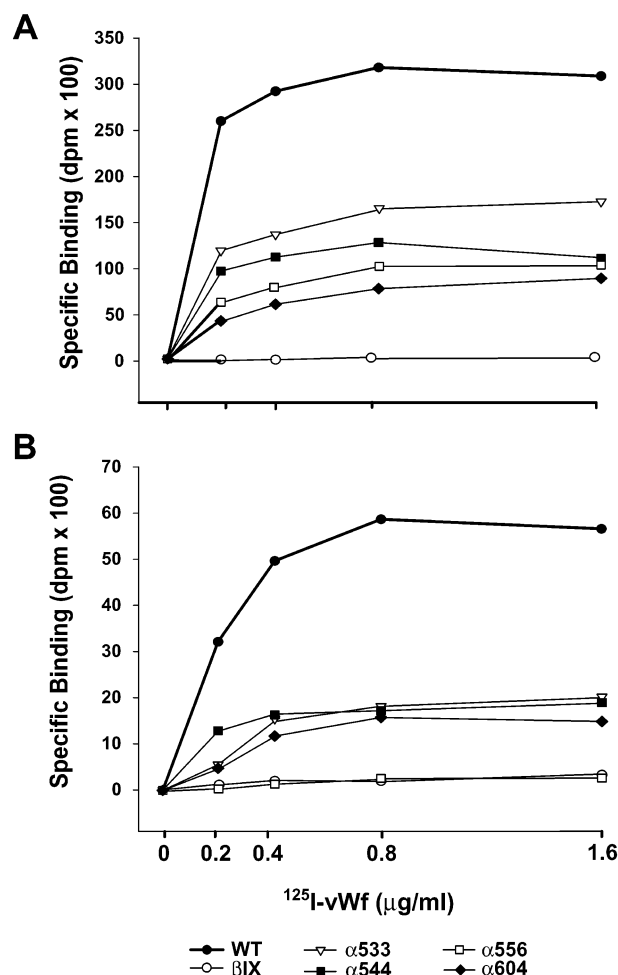 A
Specific Binding (dpm x 100)
350
300
250
200
150
100
50
0
B
Specific Binding (dpm x 100)
70
60
50
40
30
20
10
0
0 0.2 0.4 0.8 1.6
¹²⁵I-vWf (μg/ml)
WT α533 α556
βIX α544 α604